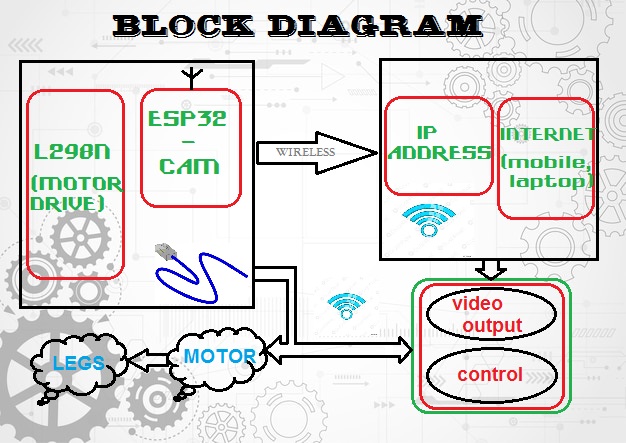 BLOCK DIAGRAM
L298N
(MOTOR
DRIVE)
ESP32
-
CAM
WIRELESS
IP
ADDRESS
INTERNET
(mobile,
laptop)
video
output
control
MOTOR
LEGS